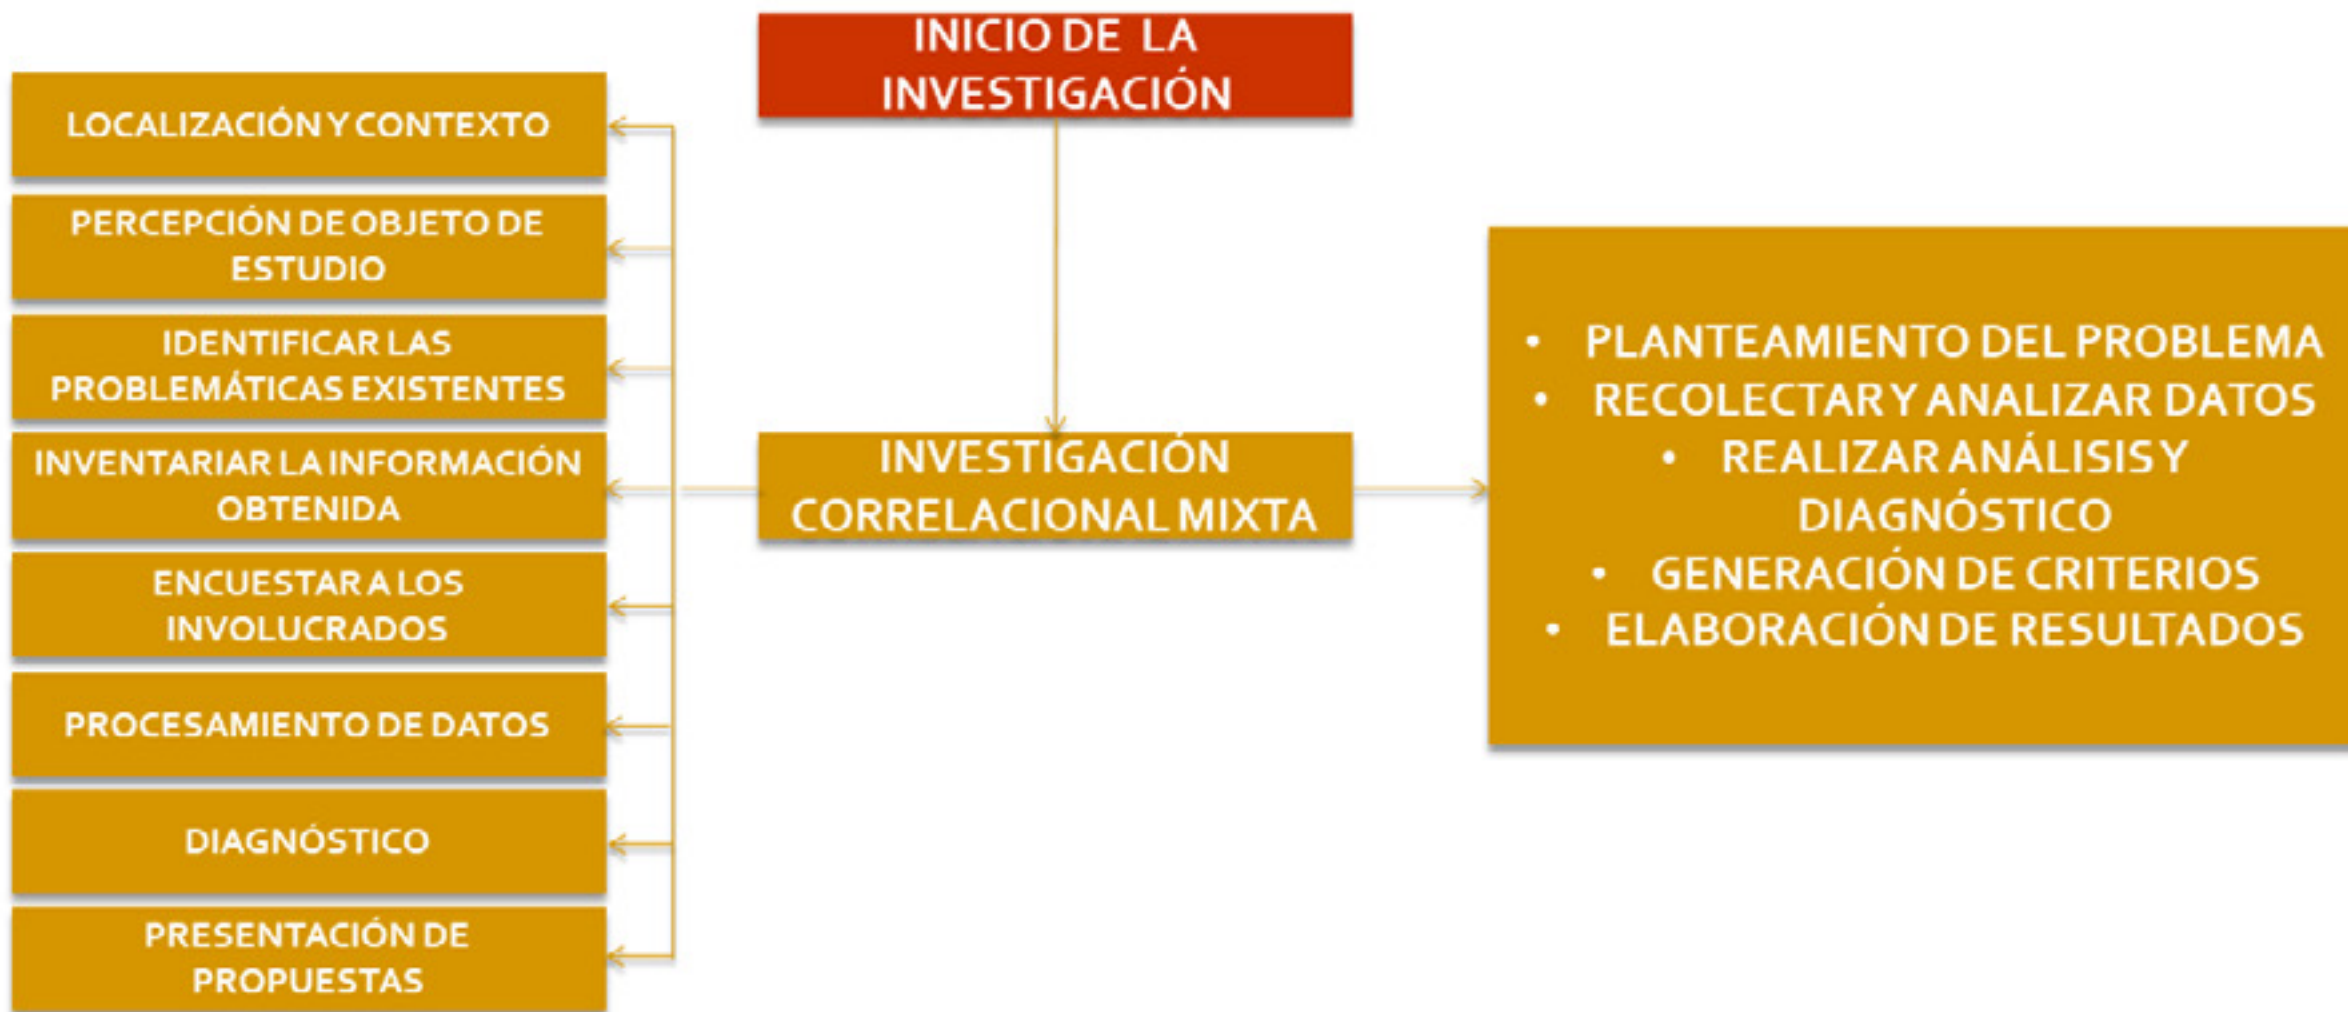 INICIO DE LA
INVESTIGACIÓN
LOCALIZACIÓN Y CONTEXTO
PERCEPCIÓN DE OBJETO DE
ESTUDIO
IDENTIFICAR LAS
PROBLEMÁTICAS EXISTENTES
INVENTARIAR LA INFORMACIÓN
OBTENIDA
ENCUESTAR A LOS
INVOLUCRADOS
PROCESAMIENTO DE DATOS
DIAGNÓSTICO
PRESENTACIÓN DE
PROPUESTAS
INVESTIGACIÓN
CORRELACIONAL MIXTA
• PLANTEAMIENTO DEL PROBLEMA
• RECOLECTAR Y ANALIZAR DATOS
• REALIZAR ANÁLISIS Y
DIAGNÓSTICO
• GENERACIÓN DE CRITERIOS
• ELABORACIÓN DE RESULTADOS